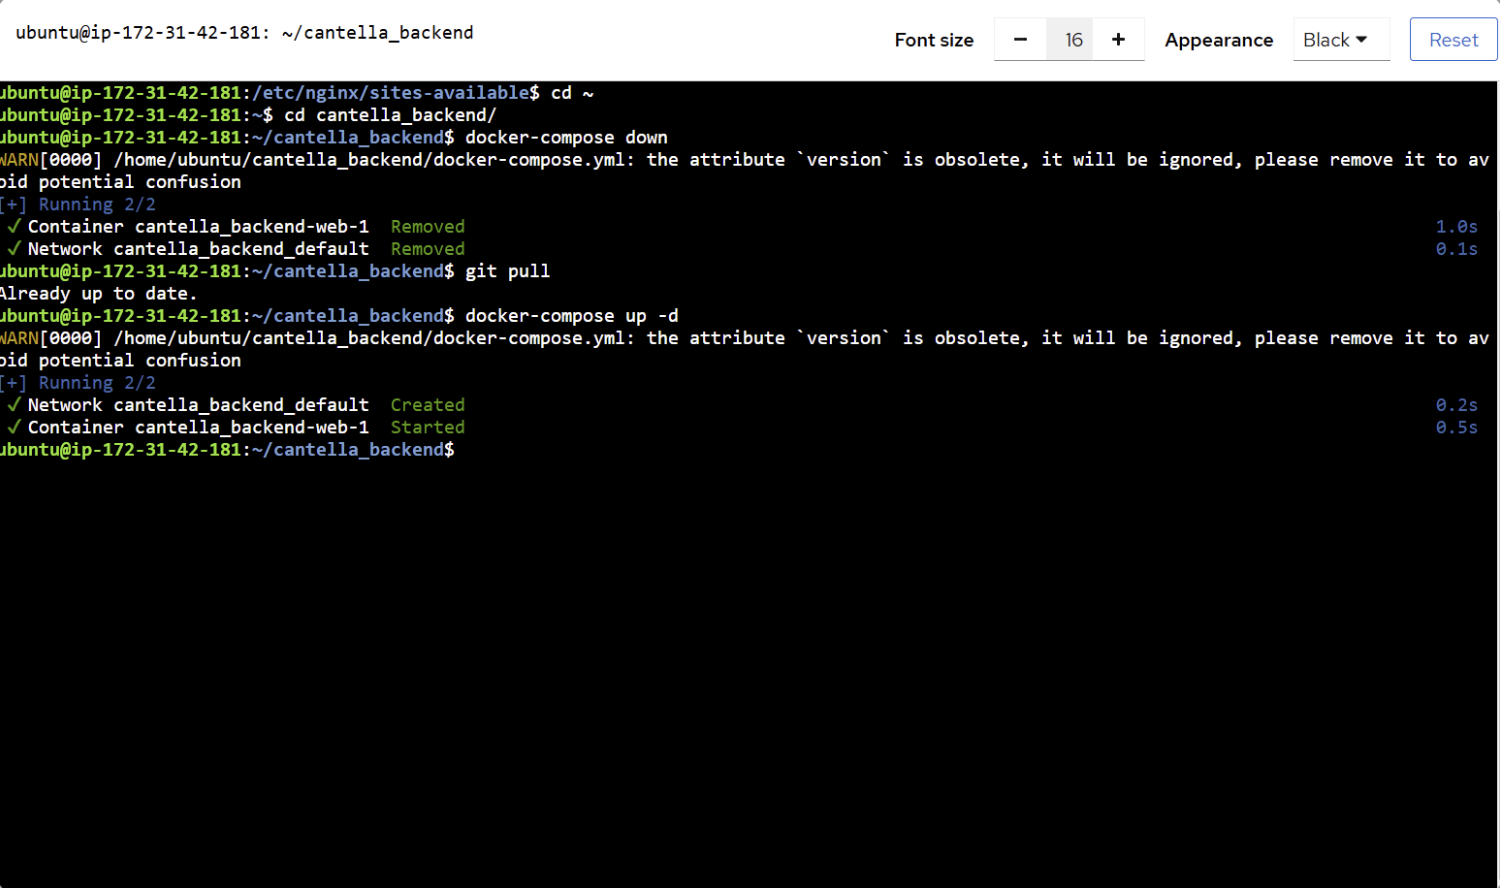 ubuntu@ip-172-31-42-181: ~/cantella_backend
Font size − 16 + Appearance Black Reset
ubuntu@ip-172-31-42-181:/etc/nginx/sites-available$ cd ~
ubuntu@ip-172-31-42-181:~$ cd cantella_backend/
ubuntu@ip-172-31-42-181:~/cantella_backend$ docker-compose down
WARN[0000] /home/ubuntu/cantella_backend/docker-compose.yml: the attribute `version` is obsolete, it will be ignored, please remove it to av
oid potential confusion
[+] Running 2/2
✓ Container cantella_backend-web-1 Removed 1.0s
✓ Network cantella_backend_default Removed 0.1s
ubuntu@ip-172-31-42-181:~/cantella_backend$ git pull
Already up to date.
ubuntu@ip-172-31-42-181:~/cantella_backend$ docker-compose up -d
WARN[0000] /home/ubuntu/cantella_backend/docker-compose.yml: the attribute `version` is obsolete, it will be ignored, please remove it to av
oid potential confusion
[+] Running 2/2
✓ Network cantella_backend_default Created 0.2s
✓ Container cantella_backend-web-1 Started 0.5s
ubuntu@ip-172-31-42-181:~/cantella_backend$